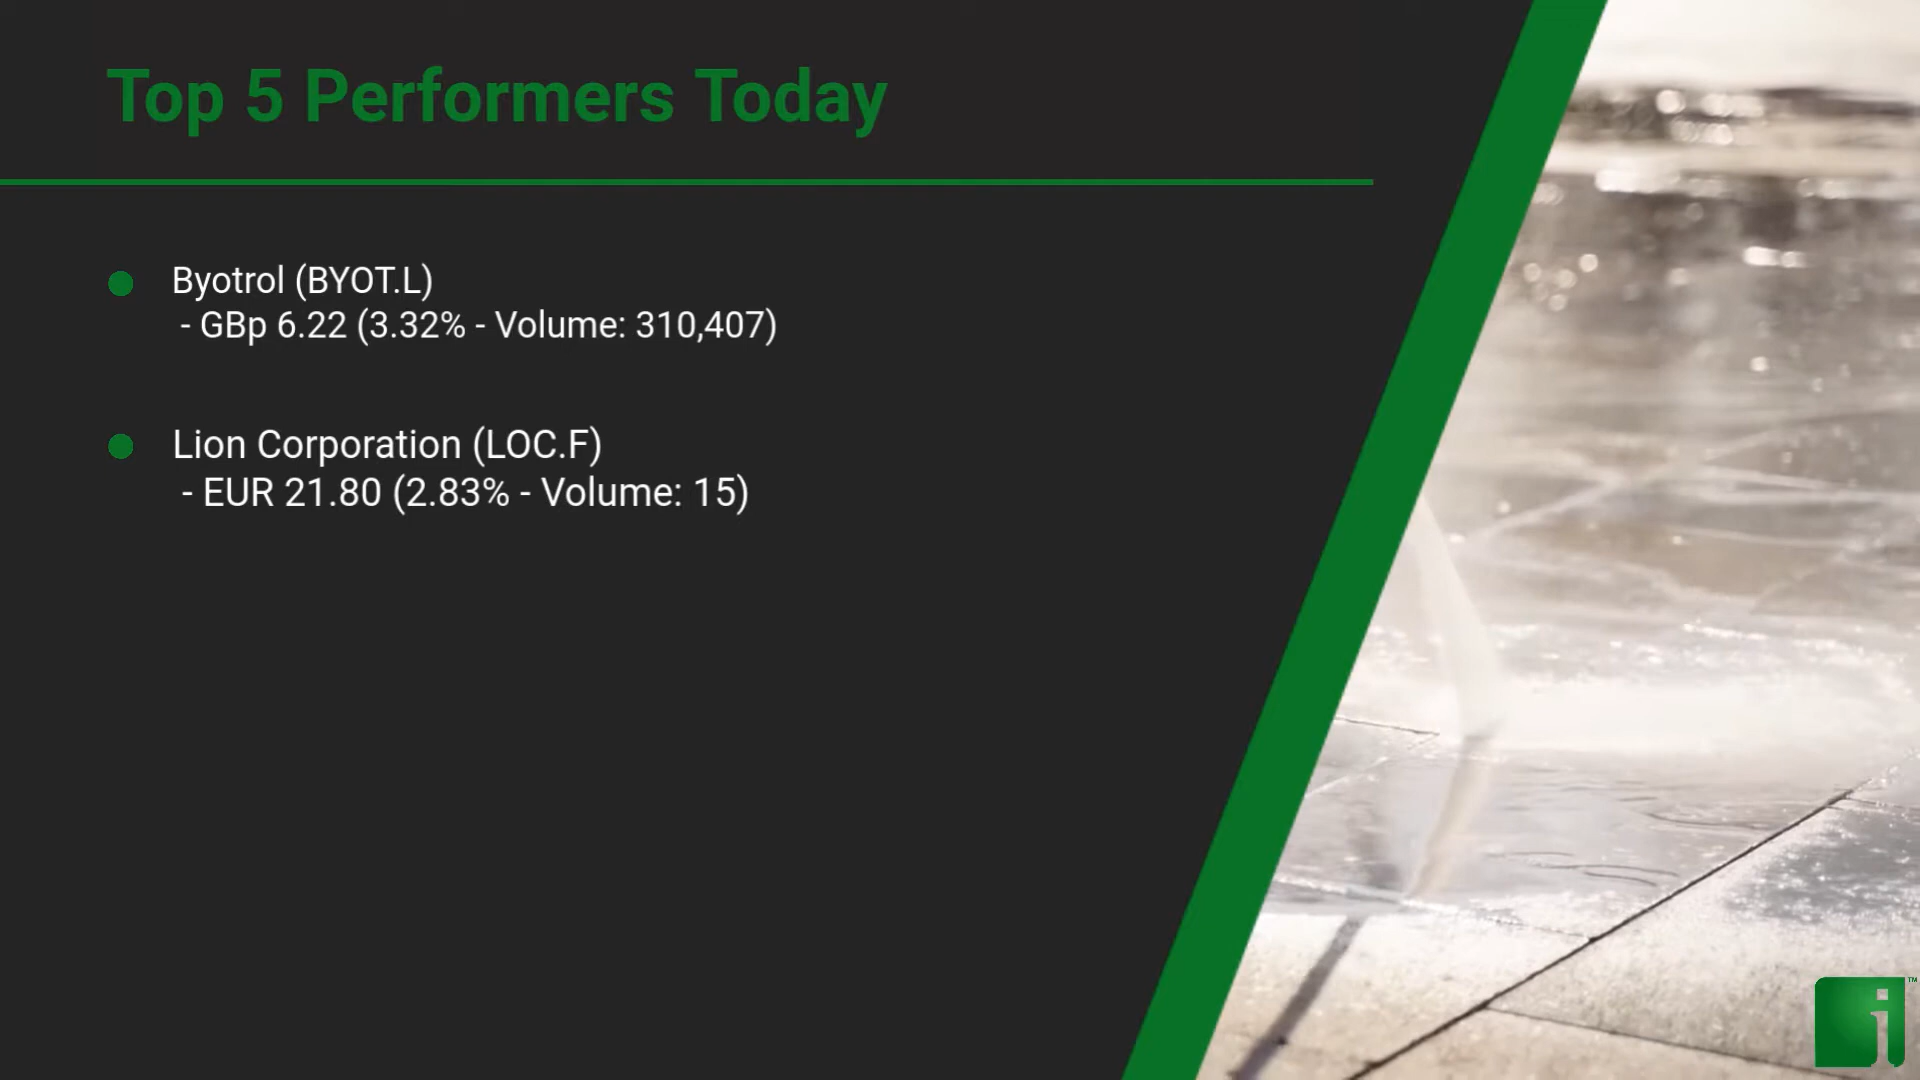 Top 5 Performers Today
Byotrol (BYOT.L)
- GBp 6.22 (3.32% - Volume: 310,407)
Lion Corporation (LOC.F)
- EUR 21.80 (2.83% - Volume: 15)
i™